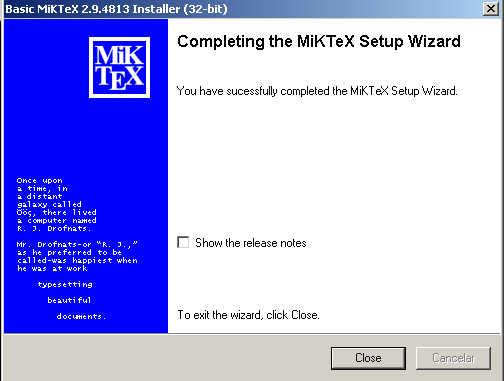 Basic MiKTeX 2.9.4813 Installer (32-bit)
MiK
TEX
Completing the MiKTeX Setup Wizard
You have sucessfully completed the MiKTeX Setup Wizard.
Once upon
a time, in
a distant
galaxy called
Ööç, there lived
a computer named
R. J. Drofnats.
Mr. Drofnats-or “R. J.,”
as he preferred to be
called-was happiest when
he was at work
typesetting
beautiful
documents.
Show the release notes
To exit the wizard, click Close.
Close
Cancelar